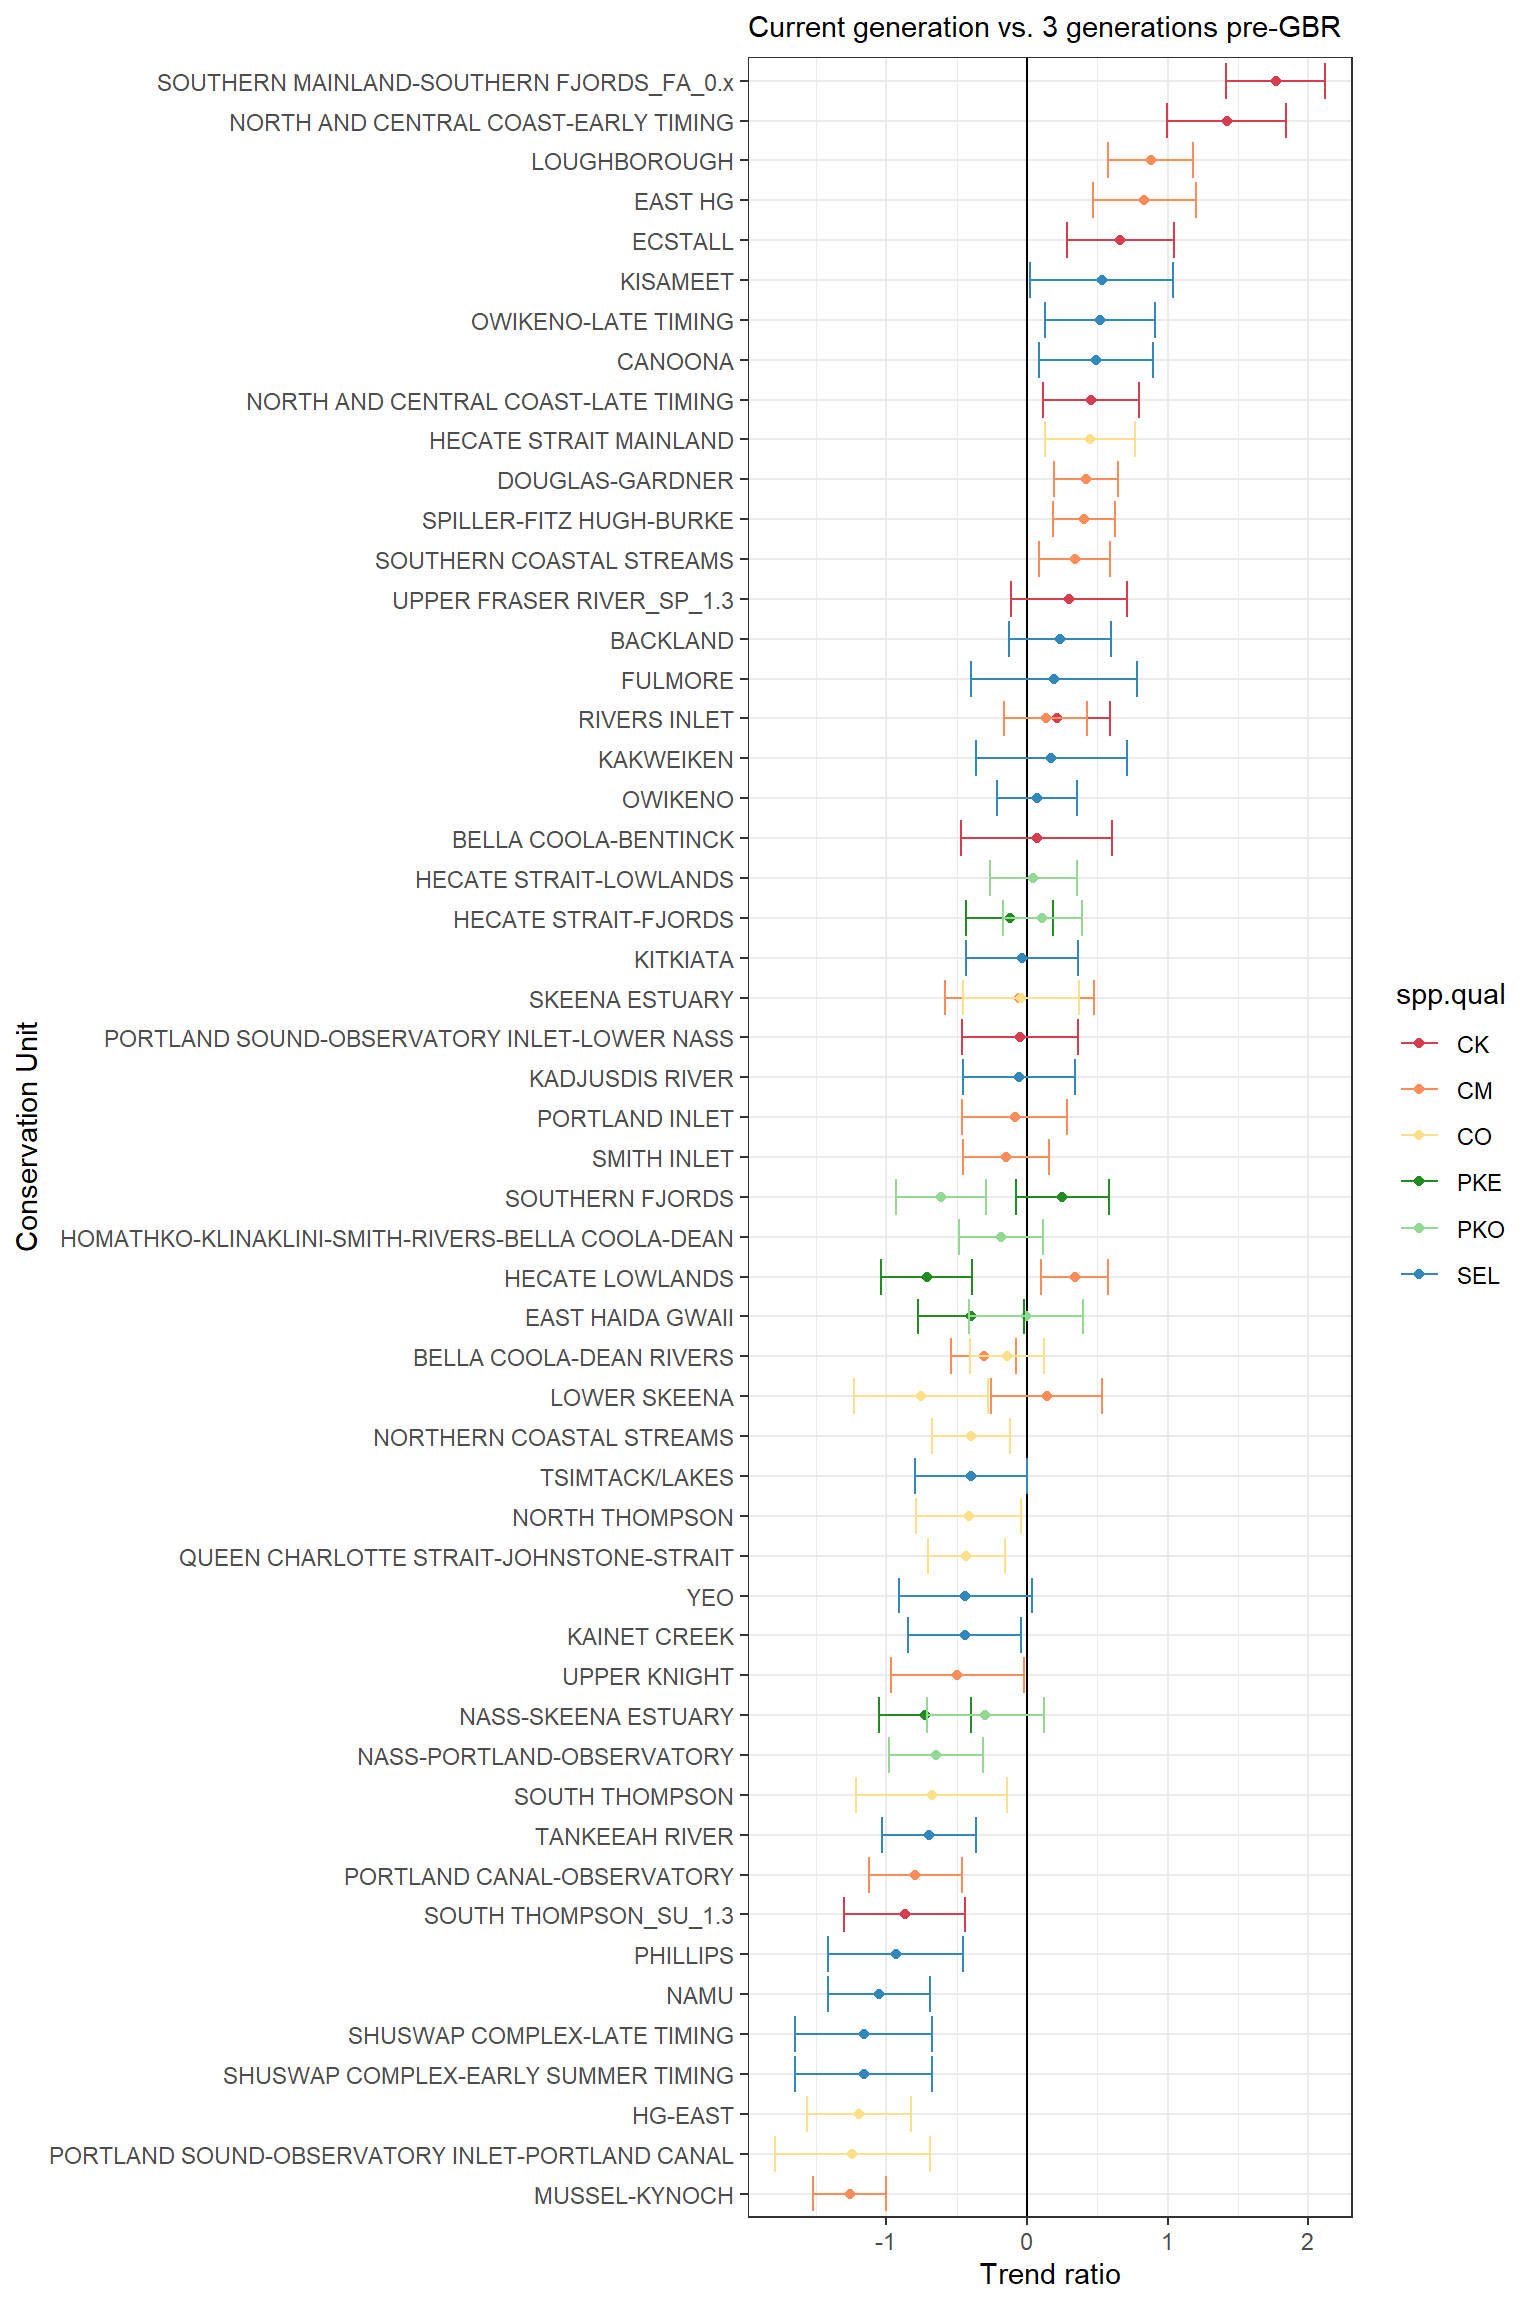 Current generation vs. 3 generations pre-GBR
SOUTHERN MAINLAND-SOUTHERN FJORDS_FA_0.x
NORTH AND CENTRAL COAST-EARLY TIMING
LOUGHBOROUGH
EAST HG
ECSTALL
KISAMEET
OWIKENO-LATE TIMING
CANOONA
NORTH AND CENTRAL COAST-LATE TIMING
HECATE STRAIT MAINLAND
DOUGLAS-GARDNER
SPILLER-FITZ HUGH-BURKE
SOUTHERN COASTAL STREAMS
UPPER FRASER RIVER_SP_1.3
BACKLAND
FULMORE
RIVERS INLET
KAKWEIKEN
OWIKENO
BELLA COOLA-BENTINCK
HECATE STRAIT-LOWLANDS
HECATE STRAIT-FJORDS
KITKIATA
SKEENA ESTUARY
PORTLAND SOUND-OBSERVATORY INLET-LOWER NASS
KADJUSDIS RIVER
PORTLAND INLET
SMITH INLET
SOUTHERN FJORDS
HOMATHKO-KLINAKLINI-SMITH-RIVERS-BELLA COOLA-DEAN
HECATE LOWLANDS
EAST HAIDA GWAII
BELLA COOLA-DEAN RIVERS
LOWER SKEENA
NORTHERN COASTAL STREAMS
TSIMTACK/LAKES
NORTH THOMPSON
QUEEN CHARLOTTE STRAIT-JOHNSTONE-STRAIT
YEO
KAINET CREEK
UPPER KNIGHT
NASS-SKEENA ESTUARY
NASS-PORTLAND-OBSERVATORY
SOUTH THOMPSON
TANKEEAH RIVER
PORTLAND CANAL-OBSERVATORY
SOUTH THOMPSON_SU_1.3
PHILLIPS
NAMU
SHUSWAP COMPLEX-LATE TIMING
SHUSWAP COMPLEX-EARLY SUMMER TIMING
HG-EAST
PORTLAND SOUND-OBSERVATORY INLET-PORTLAND CANAL
MUSSEL-KYNOCH
Conservation Unit
-1 0 1 2
Trend ratio
spp.qual
CK
CM
CO
PKE
PKO
SEL